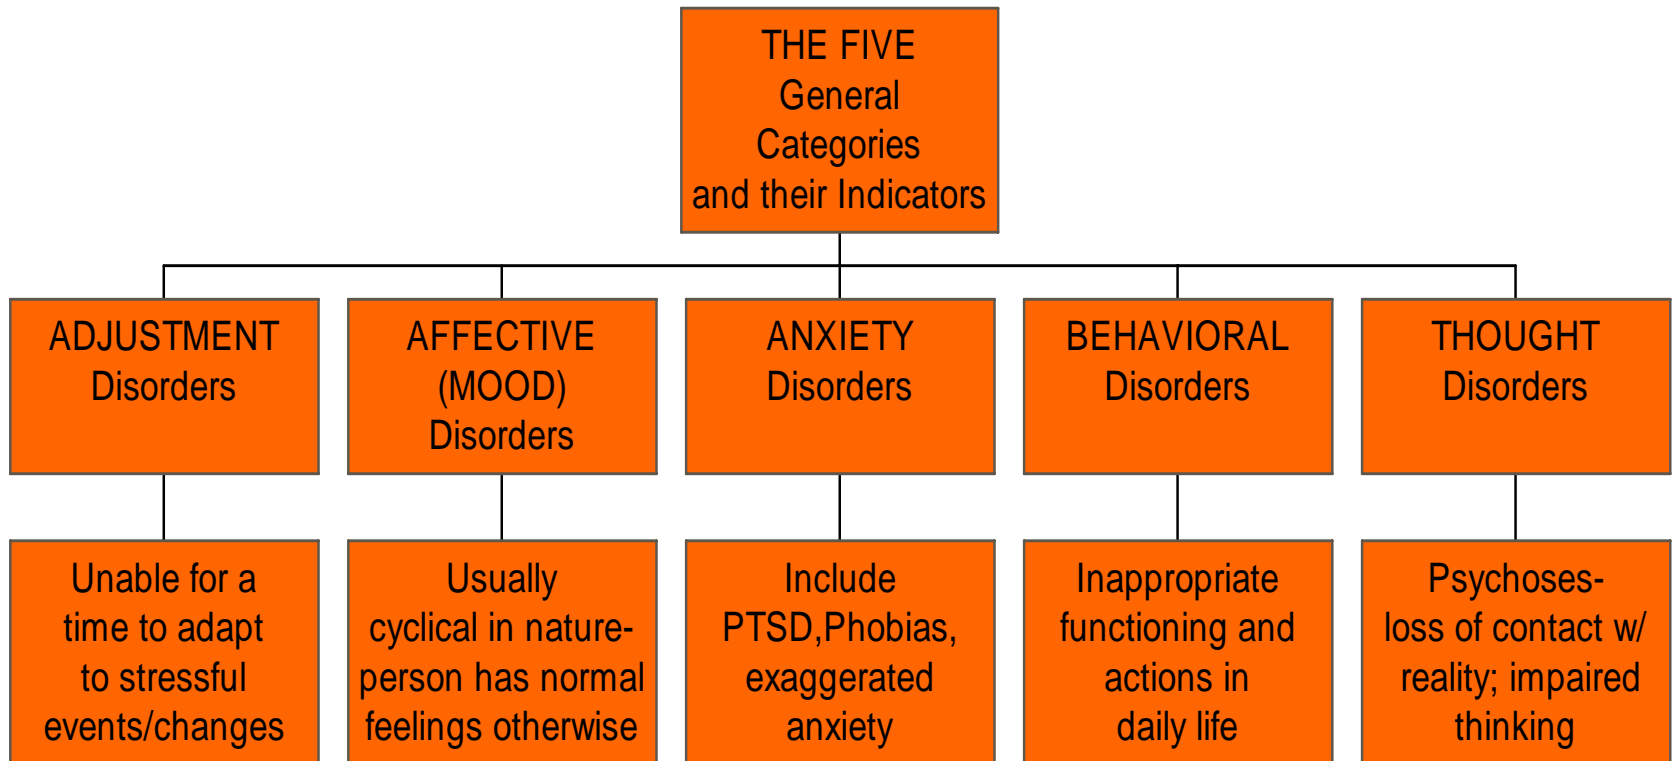 THE FIVE
General
Categories
and their Indicators
ADJUSTMENT
Disorders
AFFECTIVE
(MOOD)
Disorders
ANXIETY
Disorders
BEHAVIORAL
Disorders
THOUGHT
Disorders
Unable for a
time to adapt
to stressful
events/changes
Usually
cyclical in nature-
person has normal
feelings otherwise
Include
PTSD,Phobias,
exaggerated
anxiety
Inappropriate
functioning and
actions in
daily life
Psychoses-
loss of contact w/
reality; impaired
thinking